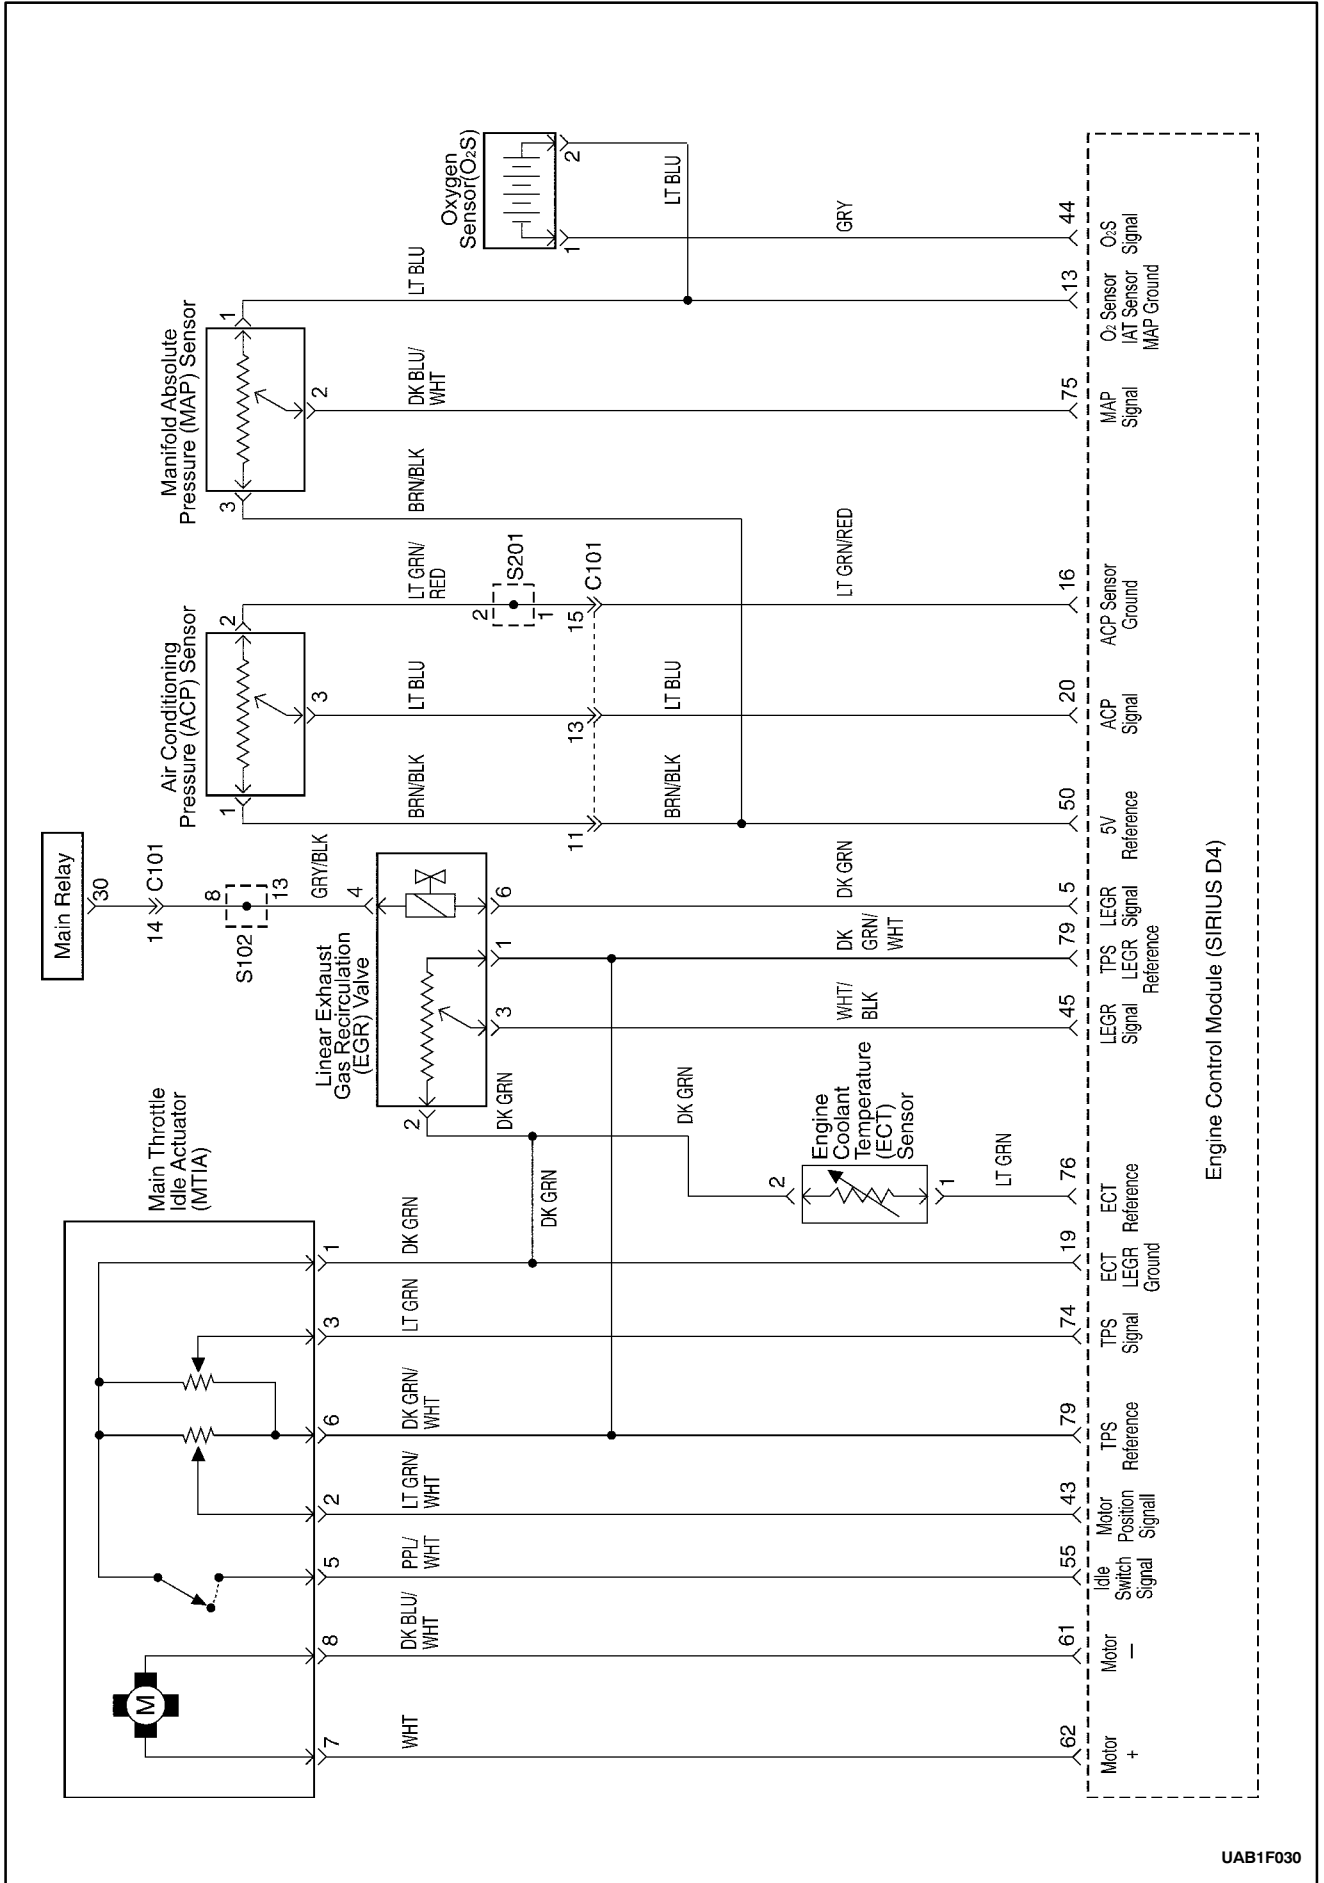 Main Relay
30
14
C101
8
S102
13
GRY/BLK
4
Linear Exhaust
Gas Recirculation
(EGR) Valve
6
1
3
2
DK GRN
DK GRN
DK
GRN/
WHT
WHT/
BLK
DK GRN
DK GRN
Main Throttle
Idle Actuator
(MTIA)
M
7
8
5
2
6
3
1
WHT
DK BLU/
WHT
PPL/
WHT
LT GRN/
WHT
DK GRN/
WHT
LT GRN
DK GRN
Engine
Coolant
Temperature
(ECT)
Sensor
2
1
LT GRN
Air Conditioning
Pressure (ACP) Sensor
1
3
2
BRN/BLK
LT BLU
LT GRN/
RED
2
S201
1
11
13
15
C101
BRN/BLK
LT BLU
LT GRN/RED
Manifold Absolute
Pressure (MAP) Sensor
3
2
1
BRN/BLK
DK BLU/
WHT
LT BLU
Oxygen
Sensor(O2S)
1
2
LT BLU
GRY
62
61
55
43
79
74
19
76
45
79
5
50
20
16
75
13
44
Motor
+
Motor
—
Idle
Switch
Signal
Motor
Position
Signall
TPS
Reference
TPS
Signal
ECT
LEGR
Ground
ECT
Reference
LEGR
Signal
TPS
LEGR
Reference
LEGR
Signal
5V
Reference
ACP
Signal
ACP Sensor
Ground
MAP
Signal
O2 Sensor
IAT Sensor
MAP Ground
O2S
Signal
Engine Control Module (SIRIUS D4)
UAB1F030